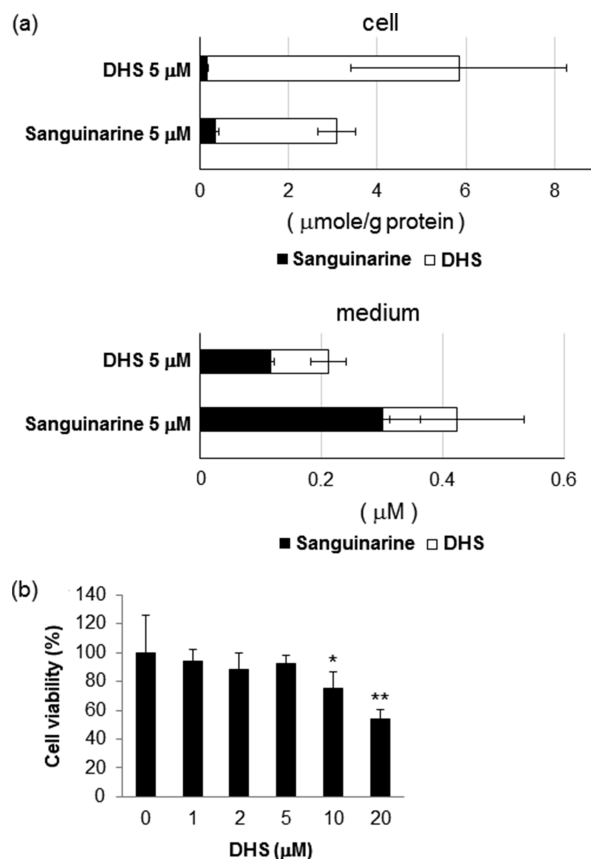 (a)
cell
DHS 5 μM
Sanguinarine 5 μM
0 2 4 6 8
( μmole/g protein )
■ Sanguinarine □ DHS
medium
DHS 5 μM
Sanguinarine 5 μM
0 0.2 0.4 0.6
( μM )
■ Sanguinarine □ DHS
(b)
Cell viability (%)
140
120
100
80
60
40
20
0
*
**
0 1 2 5 10 20
DHS (μM)